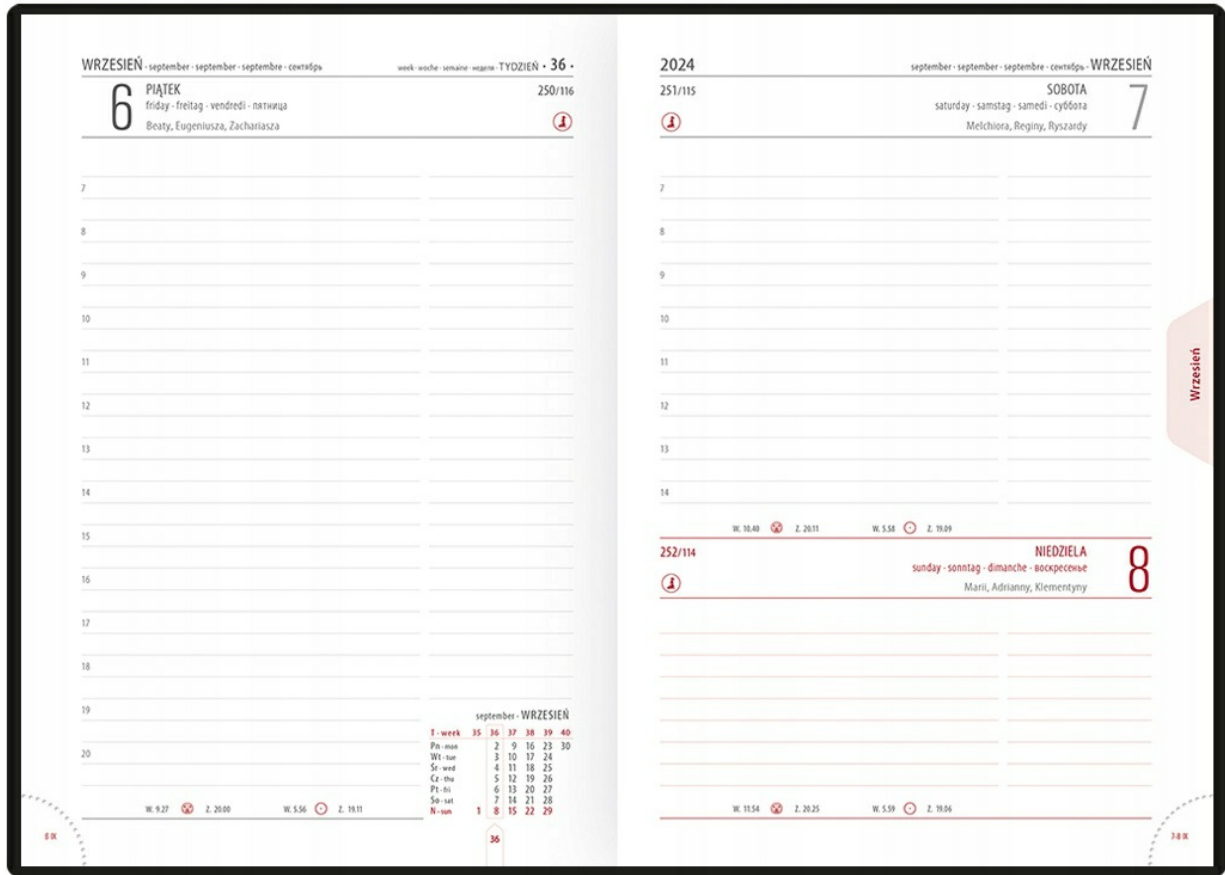 WRZESIEŃ · september · september · septembre · сентябрь
week · woche · semaine · неделя · TYDZIEŃ · 36 ·
6
PIĄTEK
friday · freitag · vendredi · пятница
Beaty, Eugeniusza, Zachariasza
250/116
7
8
9
10
11
12
13
14
15
16
17
18
19
20
september · WRZESIEŃ
T · week 35 36 37 38 39 40
Pn · mon 2 9 16 23 30
Wt · tue 3 10 17 24
Śr · wed 4 11 18 25
Cz · thu 5 12 19 26
Pt · fri 6 13 20 27
So · sat 7 14 21 28
N · sun 1 8 15 22 29
W. 9.27 Z. 20.00 W. 5.56 Z. 19.11
36
6 IX
2024
september · september · septembre · сентябрь · WRZESIEŃ
251/115
SOBOTA
saturday · samstag · samedi · суббота
Melchiora, Reginy, Ryszardy
7
7
8
9
10
11
12
13
14
W. 10.40 Z. 20.11 W. 5.58 Z. 19.09
252/114
NIEDZIELA
sunday · sonntag · dimanche · воскресенье
Marii, Adrianny, Klementyny
8
W. 11.54 Z. 20.25 W. 5.59 Z. 19.06
7-8 IX
Wrzesień